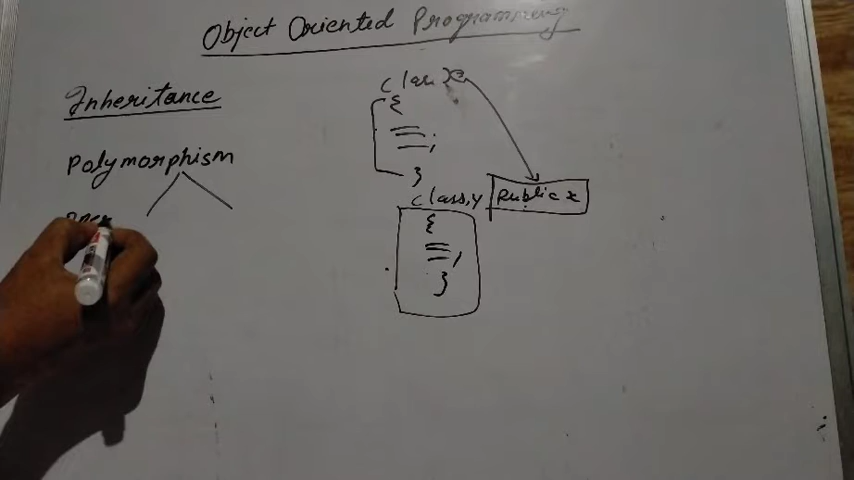 Object Oriented Programming
Inheritance
Polymorphism
class x
{
;
}
class, y Public x
{
;
}